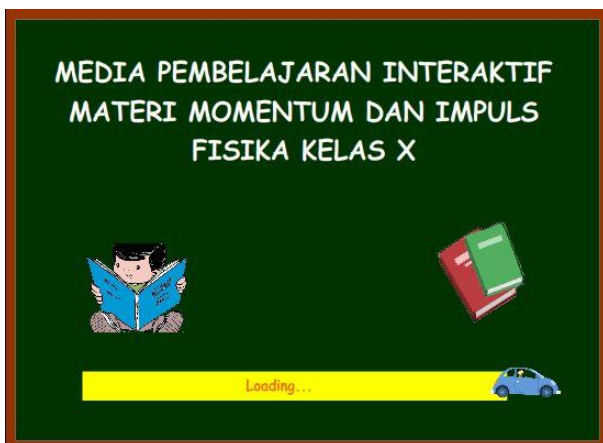 MEDIA PEMBELAJARAN INTERAKTIF
MATERI MOMENTUM DAN IMPULS
FISIKA KELAS X
Loading...